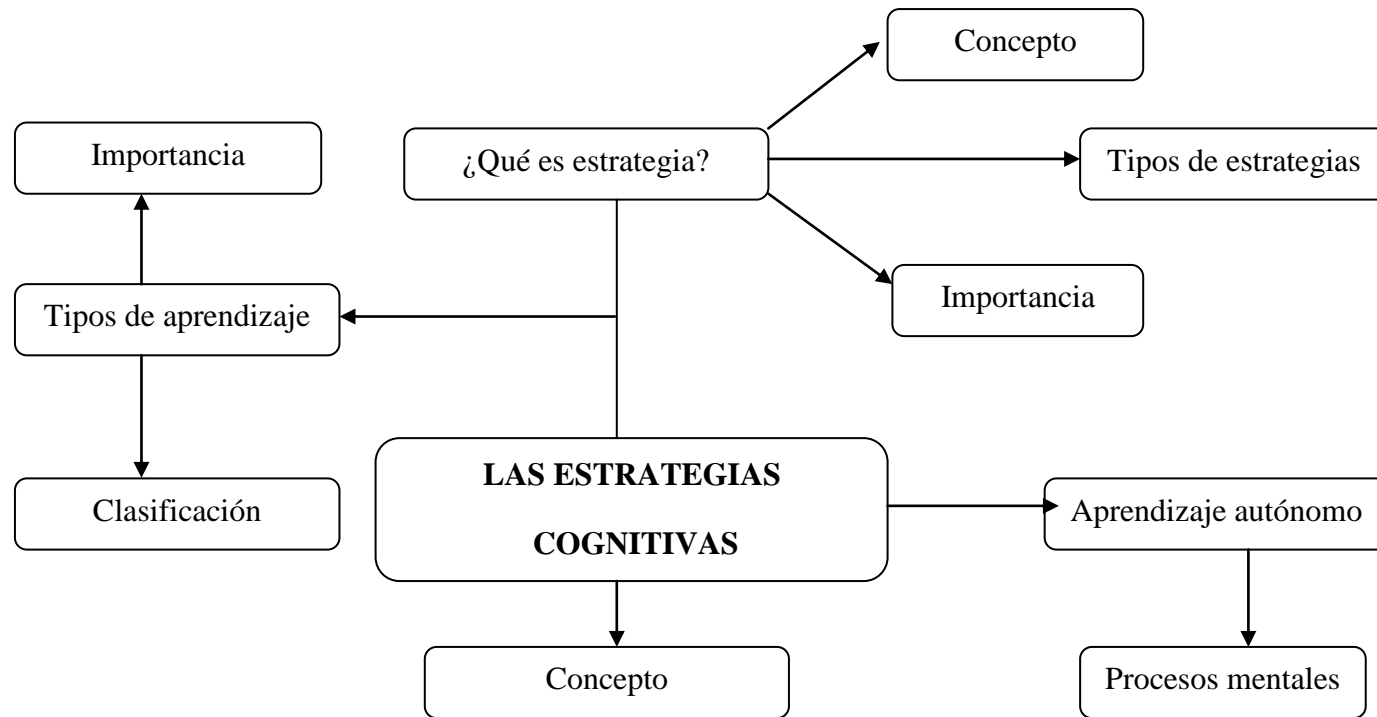 Concepto
Importancia
¿Qué es estrategia?
Tipos de estrategias
Importancia
Tipos de aprendizaje
LAS ESTRATEGIAS
COGNITIVAS
Clasificación
Aprendizaje autónomo
Concepto
Procesos mentales